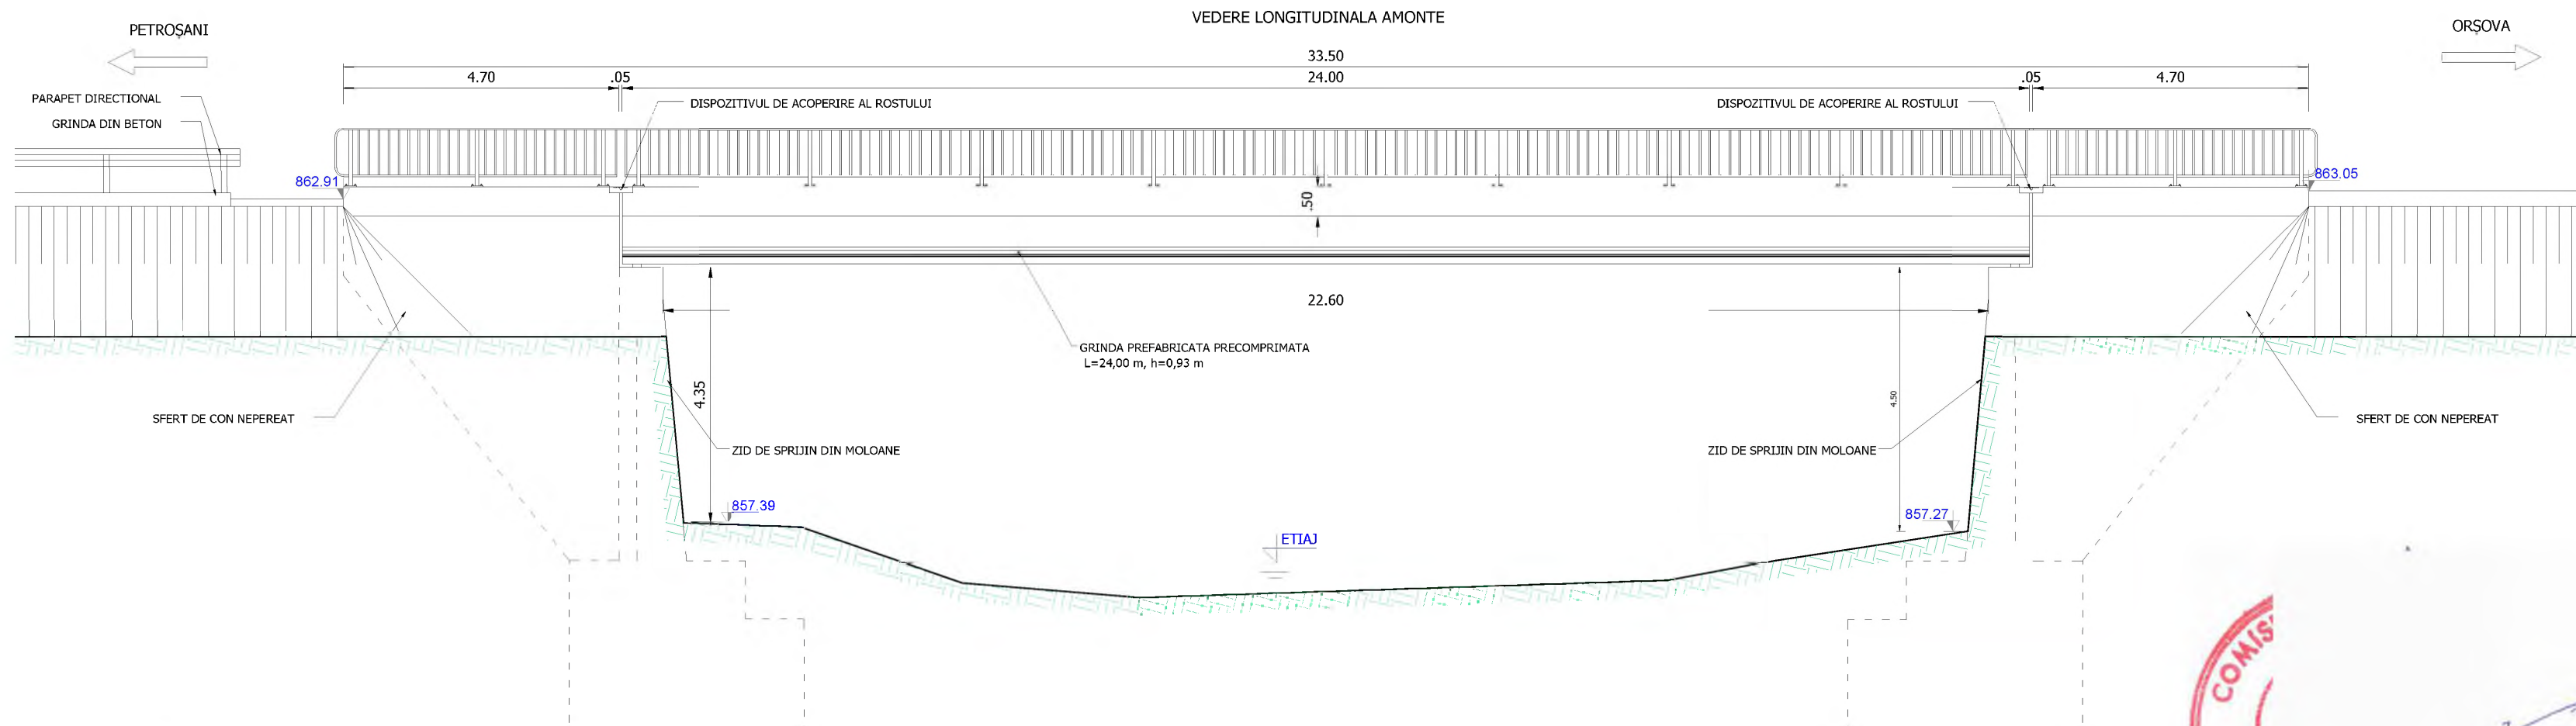 VEDERE LONGITUDINALA AMONTE
PETROȘANI
ORȘOVA
33.50
4.70
.05
24.00
.05
4.70
PARAPET DIRECTIONAL
DISPOZITIVUL DE ACOPERIRE AL ROSTULUI
DISPOZITIVUL DE ACOPERIRE AL ROSTULUI
GRINDA DIN BETON
862.91
863.05
.50
22.60
GRINDA PREFABRICATA PRECOMPRIMATA
L=24,00 m, h=0,93 m
4.35
4.50
SFERT DE CON NEPEREAT
SFERT DE CON NEPEREAT
ZID DE SPRIJIN DIN MOLOANE
ZID DE SPRIJIN DIN MOLOANE
857.39
857.27
ETIAJ
COMIS